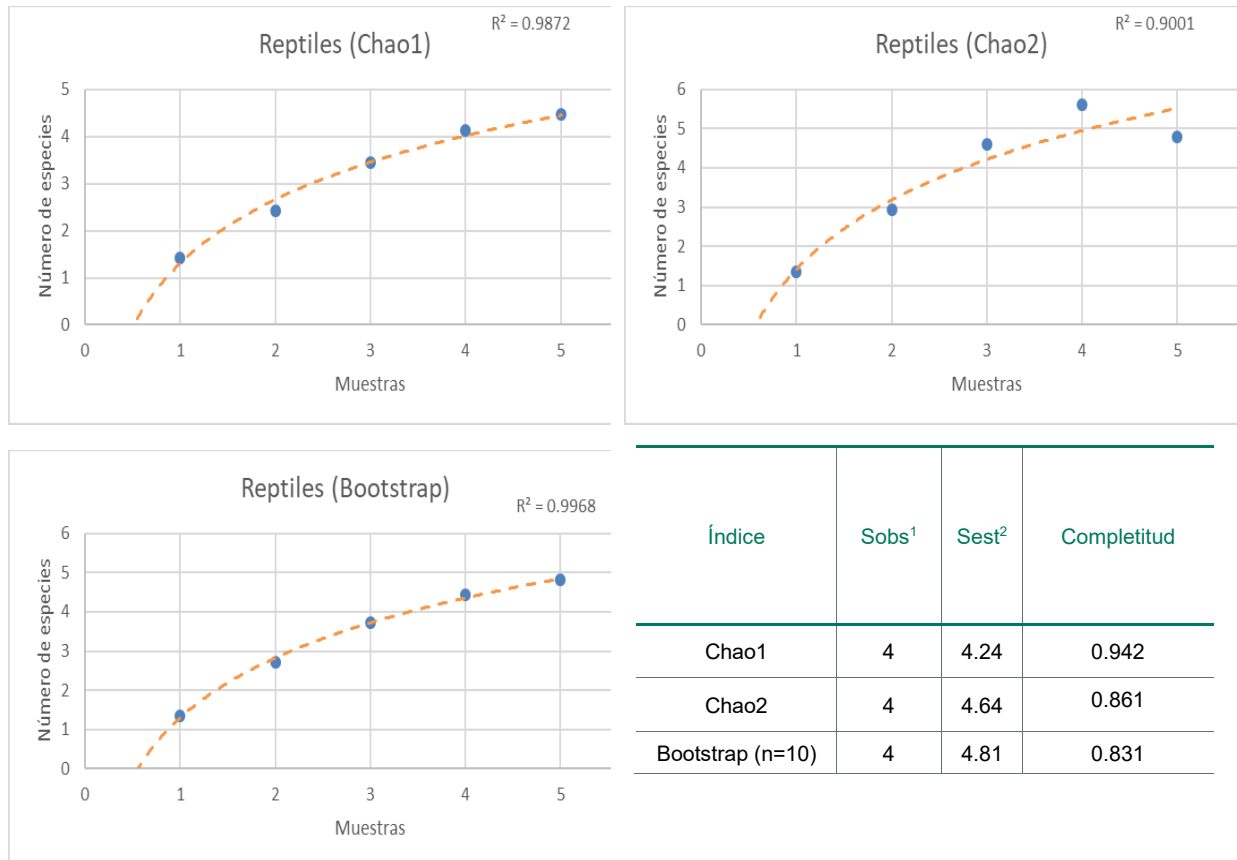 R² = 0.9872
Reptiles (Chao1)
Número de especies
5
4
3
2
1
0
0 1 2 3 4 5
Muestras
R² = 0.9001
Reptiles (Chao2)
Número de especies
6
5
4
3
2
1
0
0 1 2 3 4 5
Muestras
Reptiles (Bootstrap)
R² = 0.9968
Número de especies
6
5
4
3
2
1
0
0 1 2 3 4 5
Muestras
Índice Sobs¹ Sest² Completitud
Chao1 4 4.24 0.942
Chao2 4 4.64 0.861
Bootstrap (n=10) 4 4.81 0.831